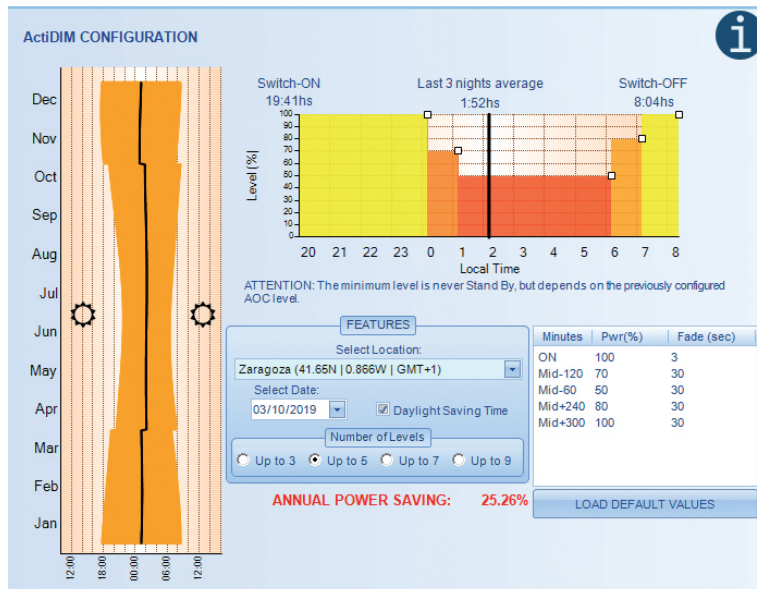 i
ActiDIM CONFIGURATION
Dec
Nov
Oct
Sep
Aug
Jul
Jun
May
Apr
Mar
Feb
Jan
12:00 18:00 00:00 06:00 12:00
Switch-ON Last 3 nights average Switch-OFF
19:41hs 1:52hs 8:04hs
Level [%]
100
90
80
70
60
50
40
30
20
10
0
20 21 22 23 0 1 2 3 4 5 6 7 8
Local Time
ATTENTION: The minimum level is never Stand By, but depends on the previously configured
AOC level.
FEATURES
Select Location:
Zaragoza (41.65N | 0.866W | GMT+1)
Select Date:
03/10/2019 Daylight Saving Time
Number of Levels
Up to 3 Up to 5 Up to 7 Up to 9
ANNUAL POWER SAVING: 25.26%
Minutes Pwr(%) Fade (sec)
ON 100 3
Mid-120 70 30
Mid-60 50 30
Mid+240 80 30
Mid+300 100 30
LOAD DEFAULT VALUES